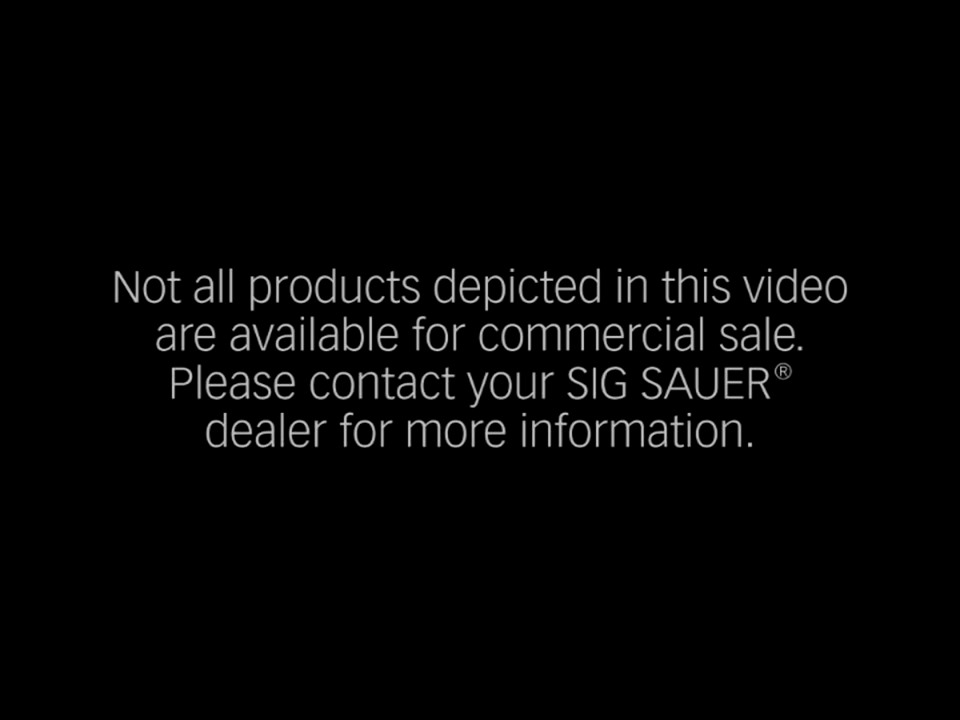 Not all products depicted in this video
are available for commercial sale.
Please contact your SIG SAUER®
dealer for more information.